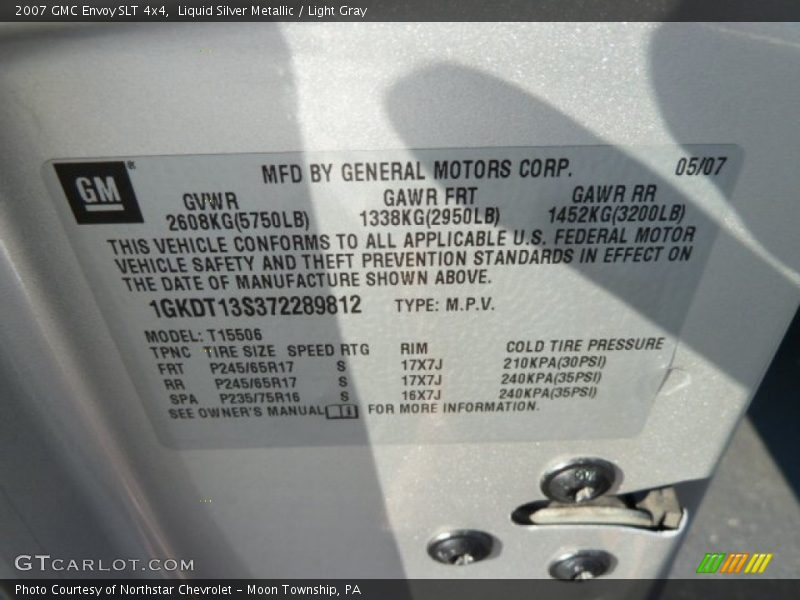 2007 GMC Envoy SLT 4x4,  Liquid Silver Metallic / Light Gray
GM®
MFD BY GENERAL MOTORS CORP. 05/07
GVWR GAWR FRT GAWR RR
2608KG(5750LB) 1338KG(2950LB) 1452KG(3200LB)
THIS VEHICLE CONFORMS TO ALL APPLICABLE U.S. FEDERAL MOTOR
VEHICLE SAFETY AND THEFT PREVENTION STANDARDS IN EFFECT ON
THE DATE OF MANUFACTURE SHOWN ABOVE.
1GKDT13S372289812 TYPE: M.P.V.
MODEL: T15506
TPNC TIRE SIZE SPEED RTG RIM COLD TIRE PRESSURE
FRT P245/65R17 S 17X7J 210KPA(30PSI)
RR P245/65R17 S 17X7J 240KPA(35PSI)
SPA P235/75R16 S 16X7J 240KPA(35PSI)
SEE OWNER'S MANUAL FOR MORE INFORMATION.
GTCARLOT.COM
Photo Courtesy of Northstar Chevrolet - Moon Township, PA